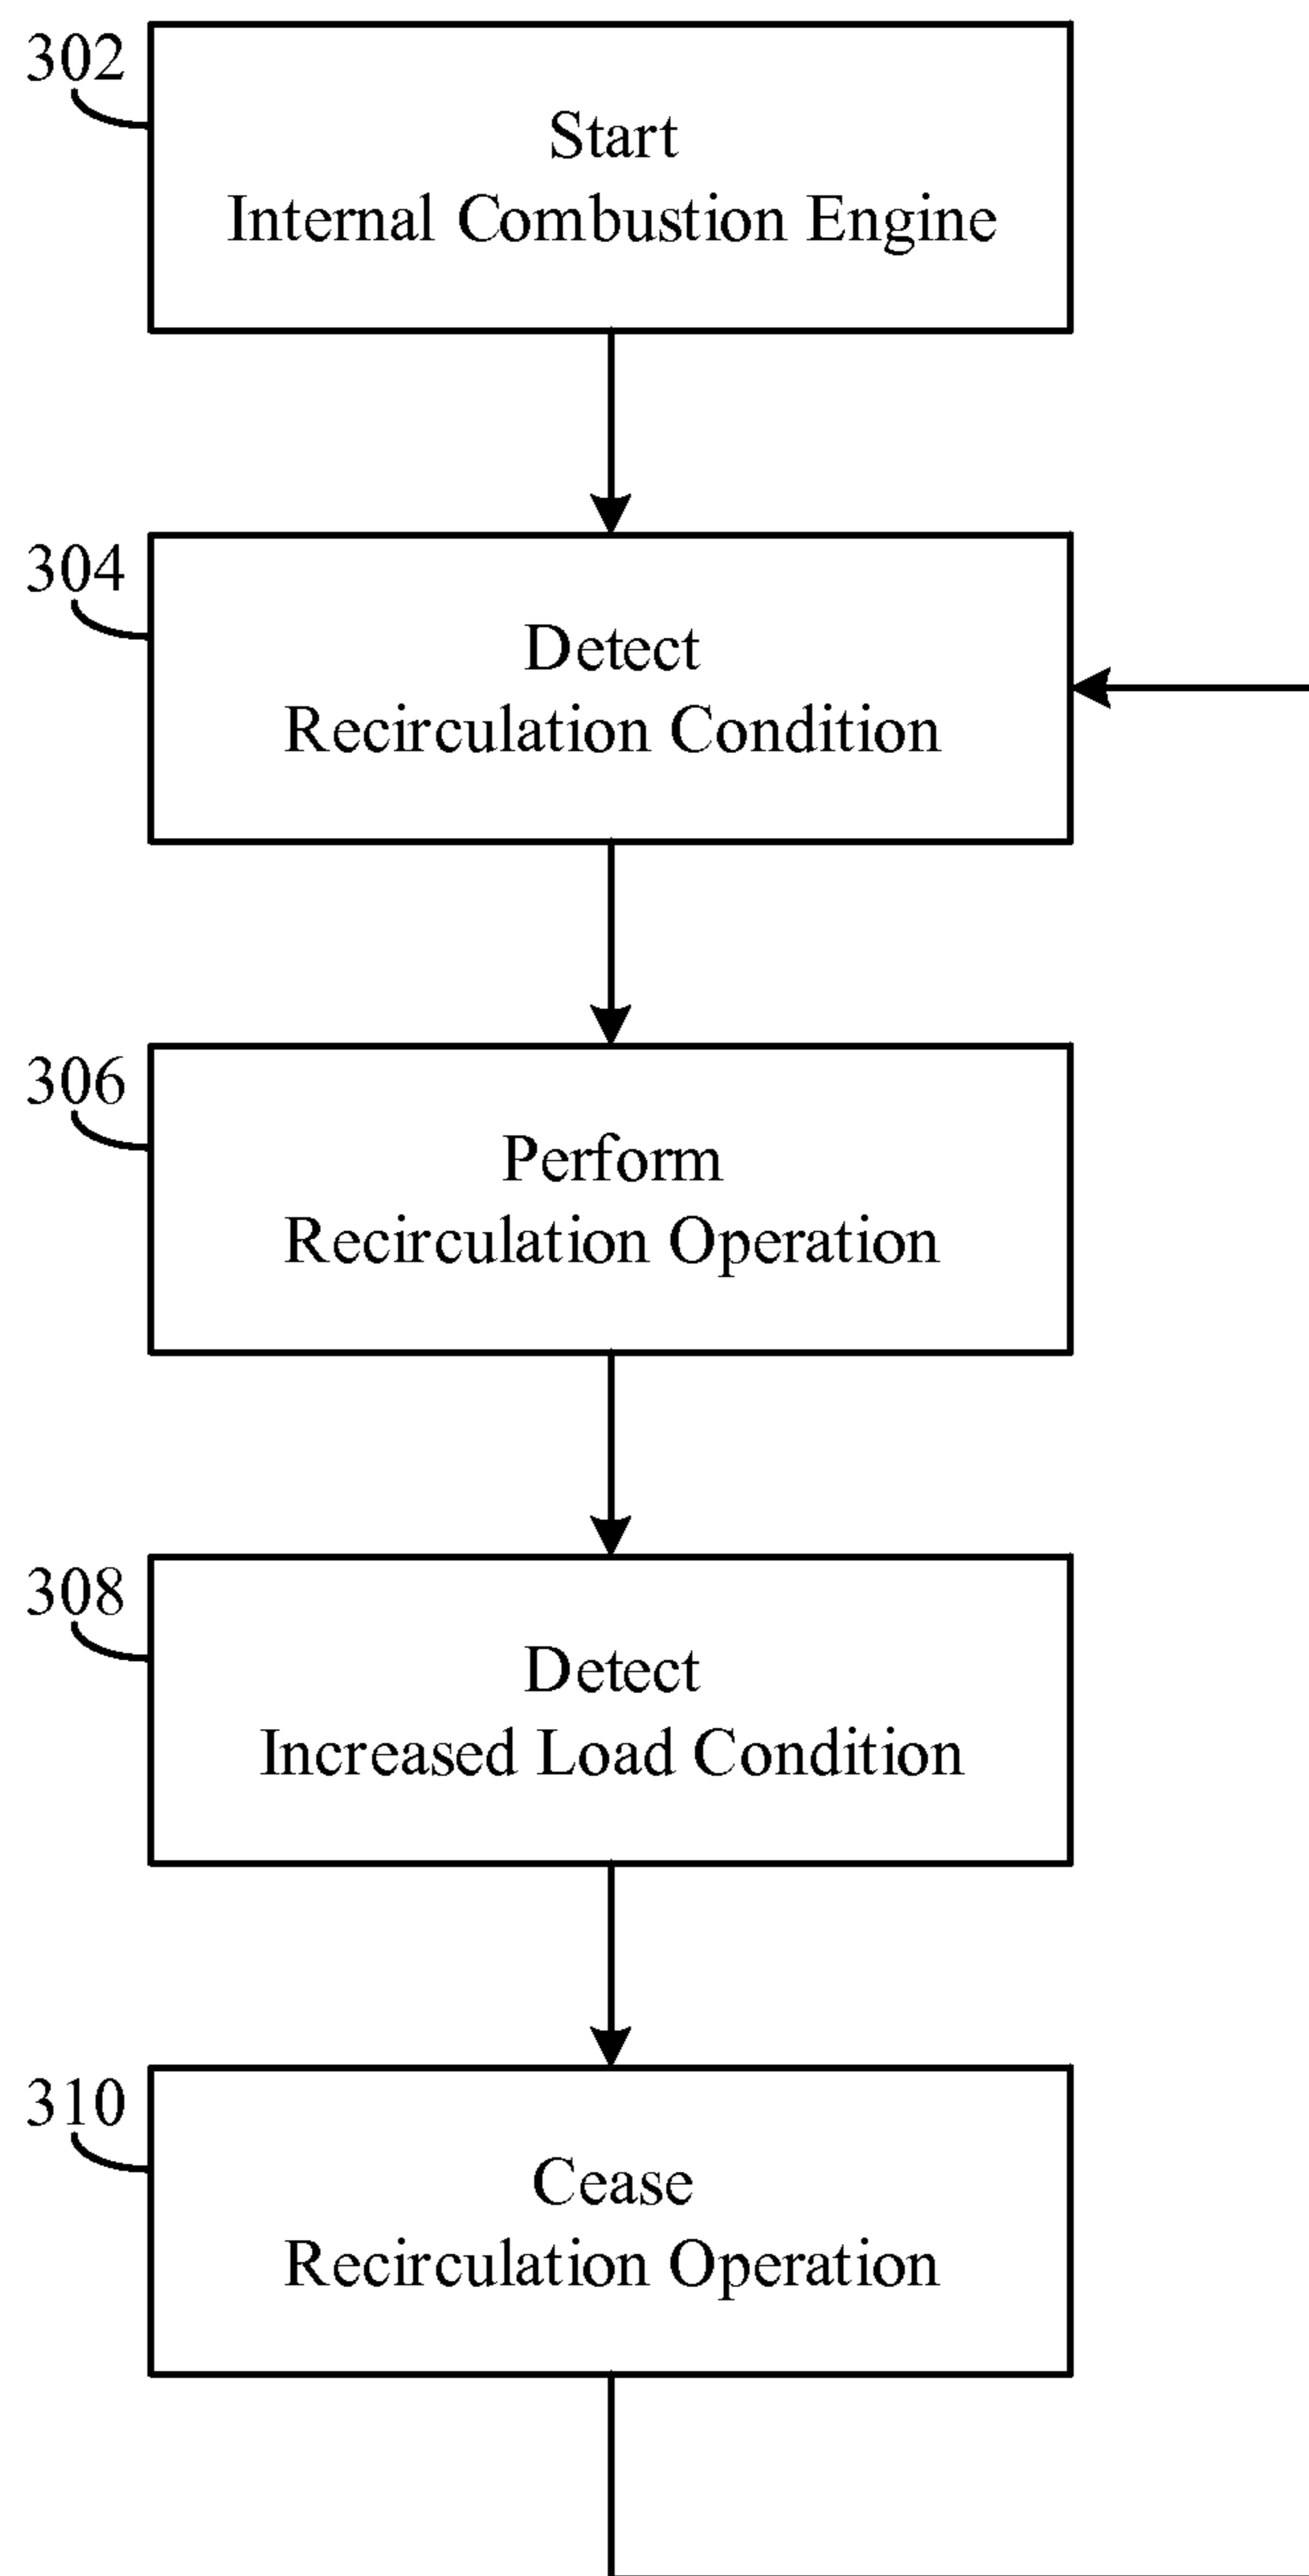 302
Start
Internal Combustion Engine
304
Detect
Recirculation Condition
306
Perform
Recirculation Operation
308
Detect
Increased Load Condition
310
Cease
Recirculation Operation